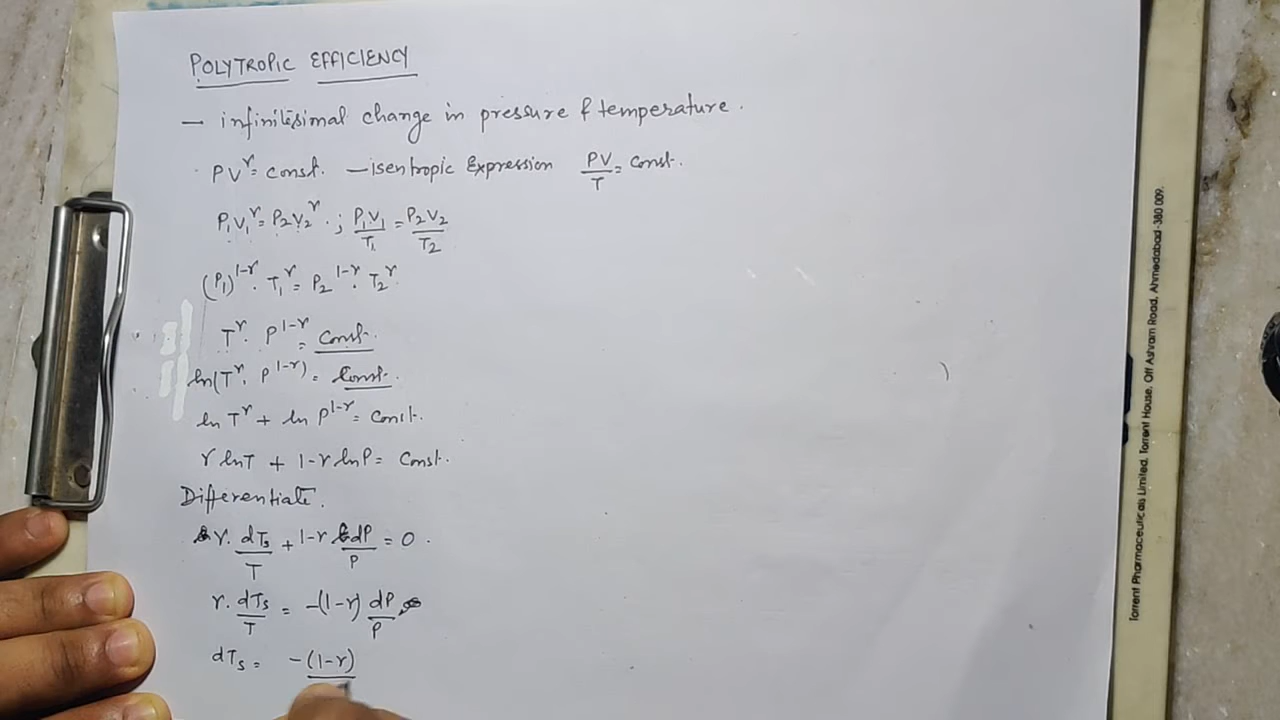 POLYTROPIC EFFICIENCY
— infinitesimal change in pressure & temperature.
PV^γ = const. — isentropic Expression PV/T = const.
P₁V₁^γ = P₂V₂^γ . ; P₁V₁/T₁ = P₂V₂/T₂
(P₁)^1-γ . T₁^γ = P₂^1-γ . T₂^γ
T^γ . P^1-γ = const.
ln(T^γ . P^1-γ) = const.
ln T^γ + ln P^1-γ = const.
γ lnT + 1-γ lnP = const.
Differentiate.
γ. dTs/T + 1-γ dP/P = 0 .
γ. dTs/T = -(1-γ) dP/P
dTs = -(1-γ)
Torrent Pharmaceuticals Limited, Torrent House, Off Ashram Road, Ahmedabad-380 009.